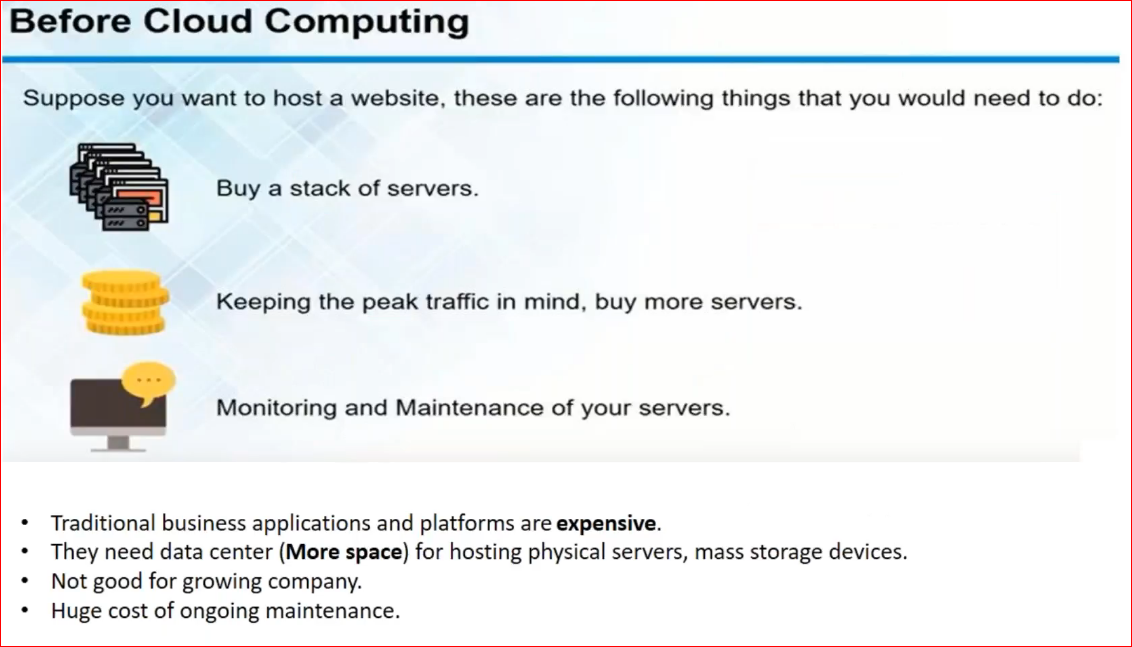 Before Cloud Computing
Suppose you want to host a website, these are the following things that you would need to do:
Buy a stack of servers.
Keeping the peak traffic in mind, buy more servers.
Monitoring and Maintenance of your servers.
• Traditional business applications and platforms are expensive.
• They need data center (More space) for hosting physical servers, mass storage devices.
• Not good for growing company.
• Huge cost of ongoing maintenance.